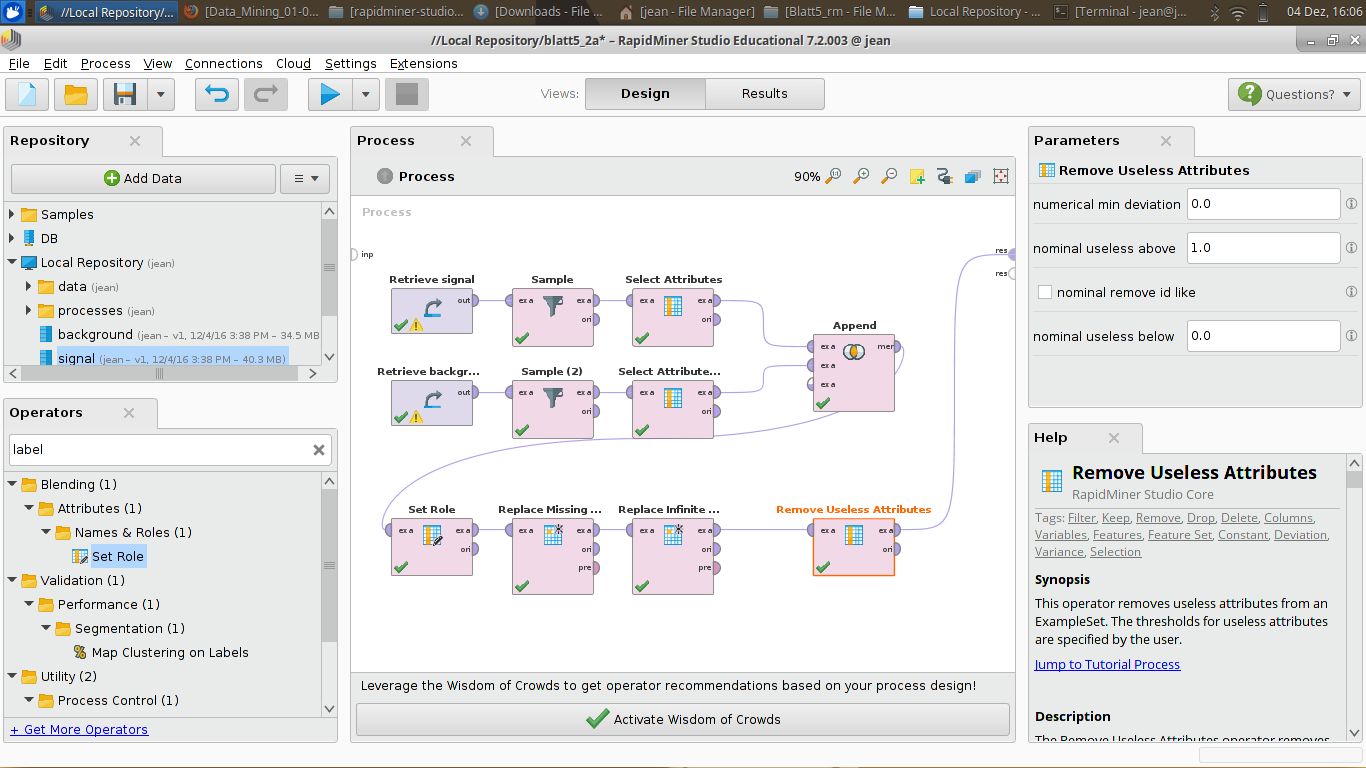 //Local Repository/...
[Data_Mining_01-0...
[rapidminer-studio...
[Downloads - File ...
[jean - File Manager]
[Blatt5_rm - File M...
Local Repository - ...
[Terminal - jean@j...
04 Dez, 16:06
//Local Repository/blatt5_2a* – RapidMiner Studio Educational 7.2.003 @ jean
File Edit Process View Connections Cloud Settings Extensions
Views: Design Results
Questions?
Repository
Add Data
Samples
DB
Local Repository (jean)
data (jean)
processes (jean)
background (jean – v1, 12/4/16 3:38 PM – 34.5 MB
signal (jean – v1, 12/4/16 3:38 PM – 40.3 MB)
Operators
label
Blending (1)
Attributes (1)
Names & Roles (1)
Set Role
Validation (1)
Performance (1)
Segmentation (1)
Map Clustering on Labels
Utility (2)
Process Control (1)
+ Get More Operators
Process
Process
90%
Process
inp
res
res
Retrieve signal
out
Sample
exa exa
ori
Select Attributes
exa exa
ori
Append
exa mer
exa
exa
Retrieve backgr...
out
Sample (2)
exa exa
ori
Select Attribute...
exa exa
ori
Set Role
exa exa
ori
Replace Missing ...
exa exa
ori
pre
Replace Infinite ...
exa exa
ori
pre
Remove Useless Attributes
exa exa
ori
Leverage the Wisdom of Crowds to get operator recommendations based on your process design!
Activate Wisdom of Crowds
Parameters
Remove Useless Attributes
numerical min deviation 0.0
nominal useless above 1.0
nominal remove id like
nominal useless below 0.0
Help
Remove Useless Attributes
RapidMiner Studio Core
Tags: Filter, Keep, Remove, Drop, Delete, Columns,
Variables, Features, Feature Set, Constant, Deviation,
Variance, Selection
Synopsis
This operator removes useless attributes from an
ExampleSet. The thresholds for useless attributes
are specified by the user.
Jump to Tutorial Process
Description
The Remove Useless Attributes operator removes